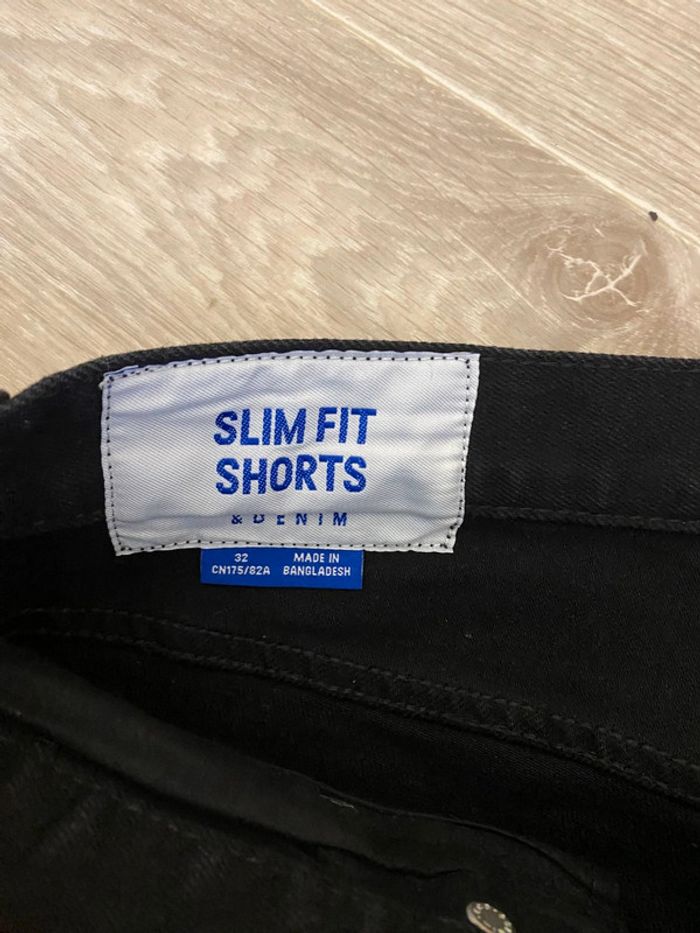 SLIM FIT
SHORTS
& DENIM
32 MADE IN
CN175/82A BANGLADESH